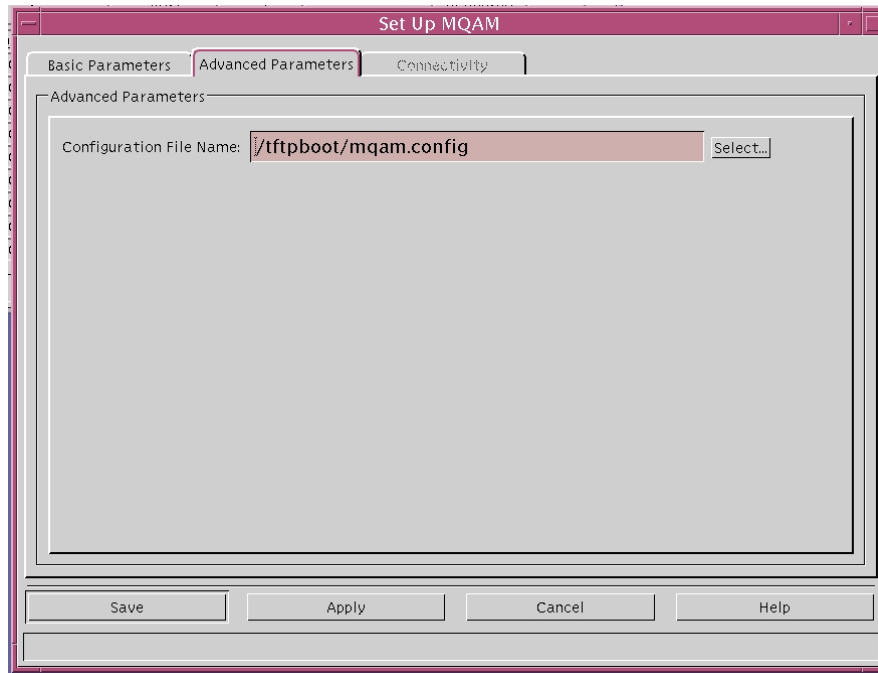 Set Up MQAM
Basic Parameters Advanced Parameters Connectivity
Advanced Parameters
Configuration File Name: /tftpboot/mqam.config Select...
Save Apply Cancel Help